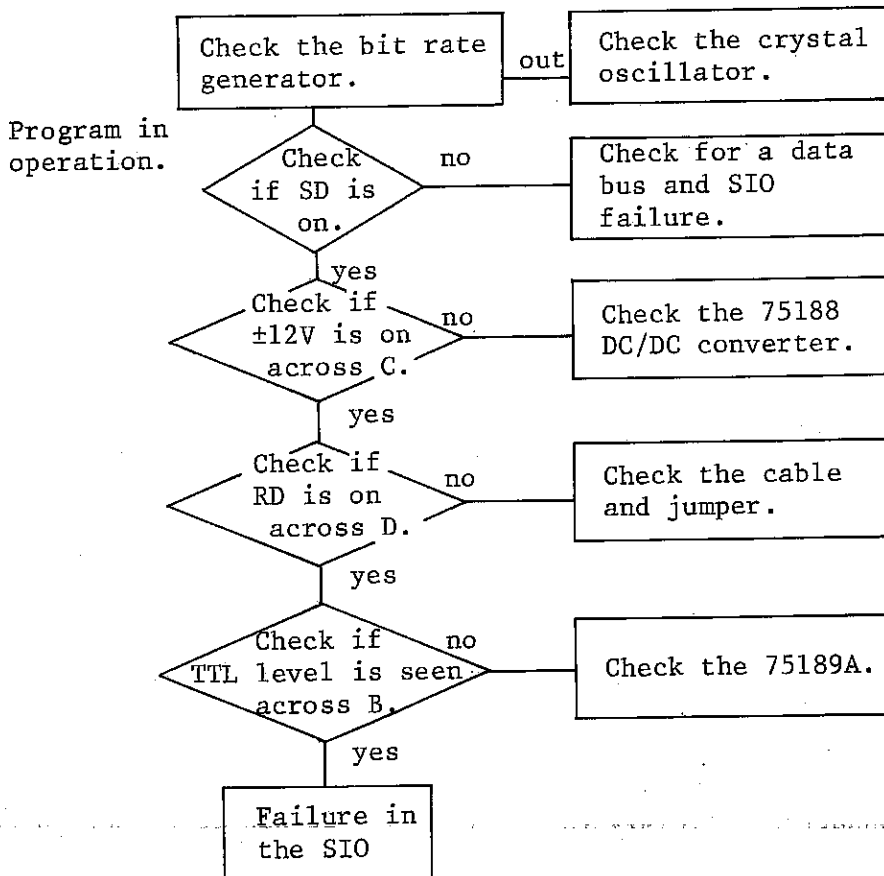 Check the bit rate
generator.
out
Check the crystal
oscillator.
Program in
operation.
Check
if SD is
on.
no
Check for a data
bus and SIO
failure.
yes
Check if
±12V is on
across C.
no
Check the 75188
DC/DC converter.
yes
Check if
RD is on
across D.
no
Check the cable
and jumper.
yes
Check if
TTL level is seen
across B.
no
Check the 75189A.
yes
Failure in
the SIO